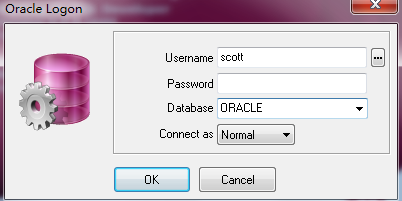 Oracle Logon
Username scott ...
Password
Database ORACLE
Connect as Normal
OK Cancel